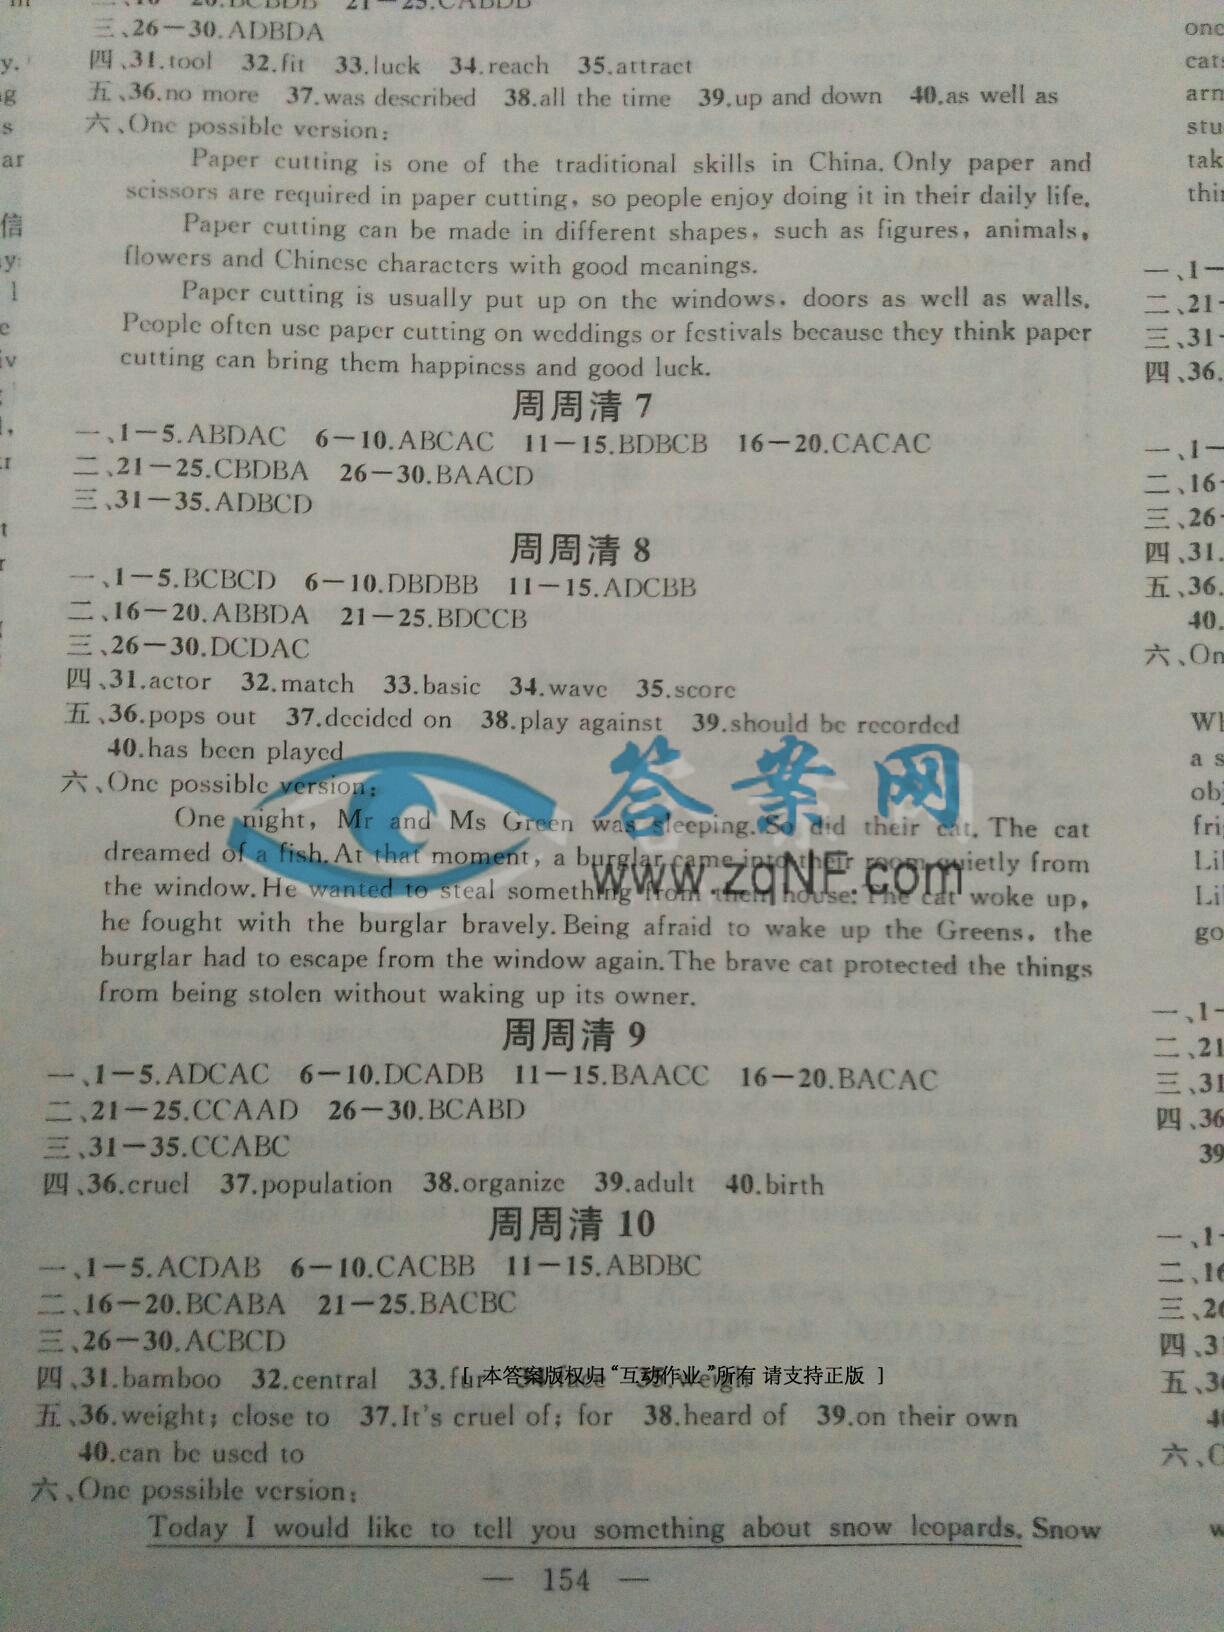 三、26—30.ADBDA
四、31.tool 32.fit 33.luck 34.reach 35.attract
五、36.no more 37.was described 38.all the time 39.up and down 40.as well as
六、One possible version:
Paper cutting is one of the traditional skills in China. Only paper and
scissors are required in paper cutting, so people enjoy doing it in their daily life.
Paper cutting can be made in different shapes, such as figures, animals,
flowers and Chinese characters with good meanings.
Paper cutting is usually put up on the windows, doors as well as walls.
People often use paper cutting on weddings or festivals because they think paper
cutting can bring them happiness and good luck.
周周清 7
一、1—5.ABDAC 6—10.ABCAC 11—15.BDBCB 16—20.CACAC
二、21—25.CBDBA 26—30.BAACD
三、31—35.ADBCD
周周清 8
一、1—5.BCBCD 6—10.DBDBB 11—15.ADCBB
二、16—20.ABBDA 21—25.BDCCB
三、26—30.DCDAC
四、31.actor 32.match 33.basic 34.wave 35.score
五、36.pops out 37.decided on 38.play against 39.should be recorded
40.has been played
六、One possible version:
One night, Mr and Ms Green was sleeping. So did their cat. The cat
dreamed of a fish. At that moment, a burglar came into their room quietly from
the window. He wanted to steal something from their house. The cat woke up,
he fought with the burglar bravely. Being afraid to wake up the Greens, the
burglar had to escape from the window again. The brave cat protected the things
from being stolen without waking up its owner.
答案网
www.zqNF.com
周周清 9
一、1—5.ADCAC 6—10.DCADB 11—15.BAACC 16—20.BACAC
二、21—25.CCAAD 26—30.BCABD
三、31—35.CCABC
四、36.cruel 37.population 38.organize 39.adult 40.birth
周周清 10
一、1—5.ACDAB 6—10.CACBB 11—15.ABDBC
二、16—20.BCABA 21—25.BACBC
三、26—30.ACBCD
四、31.bamboo 32.central 33.fur
[ 本答案版权归“互动作业”所有 请支持正版 ]
五、36.weight; close to 37.It's cruel of; for 38.heard of 39.on their own
40.can be used to
六、One possible version:
Today I would like to tell you something about snow leopards. Snow
— 154 —